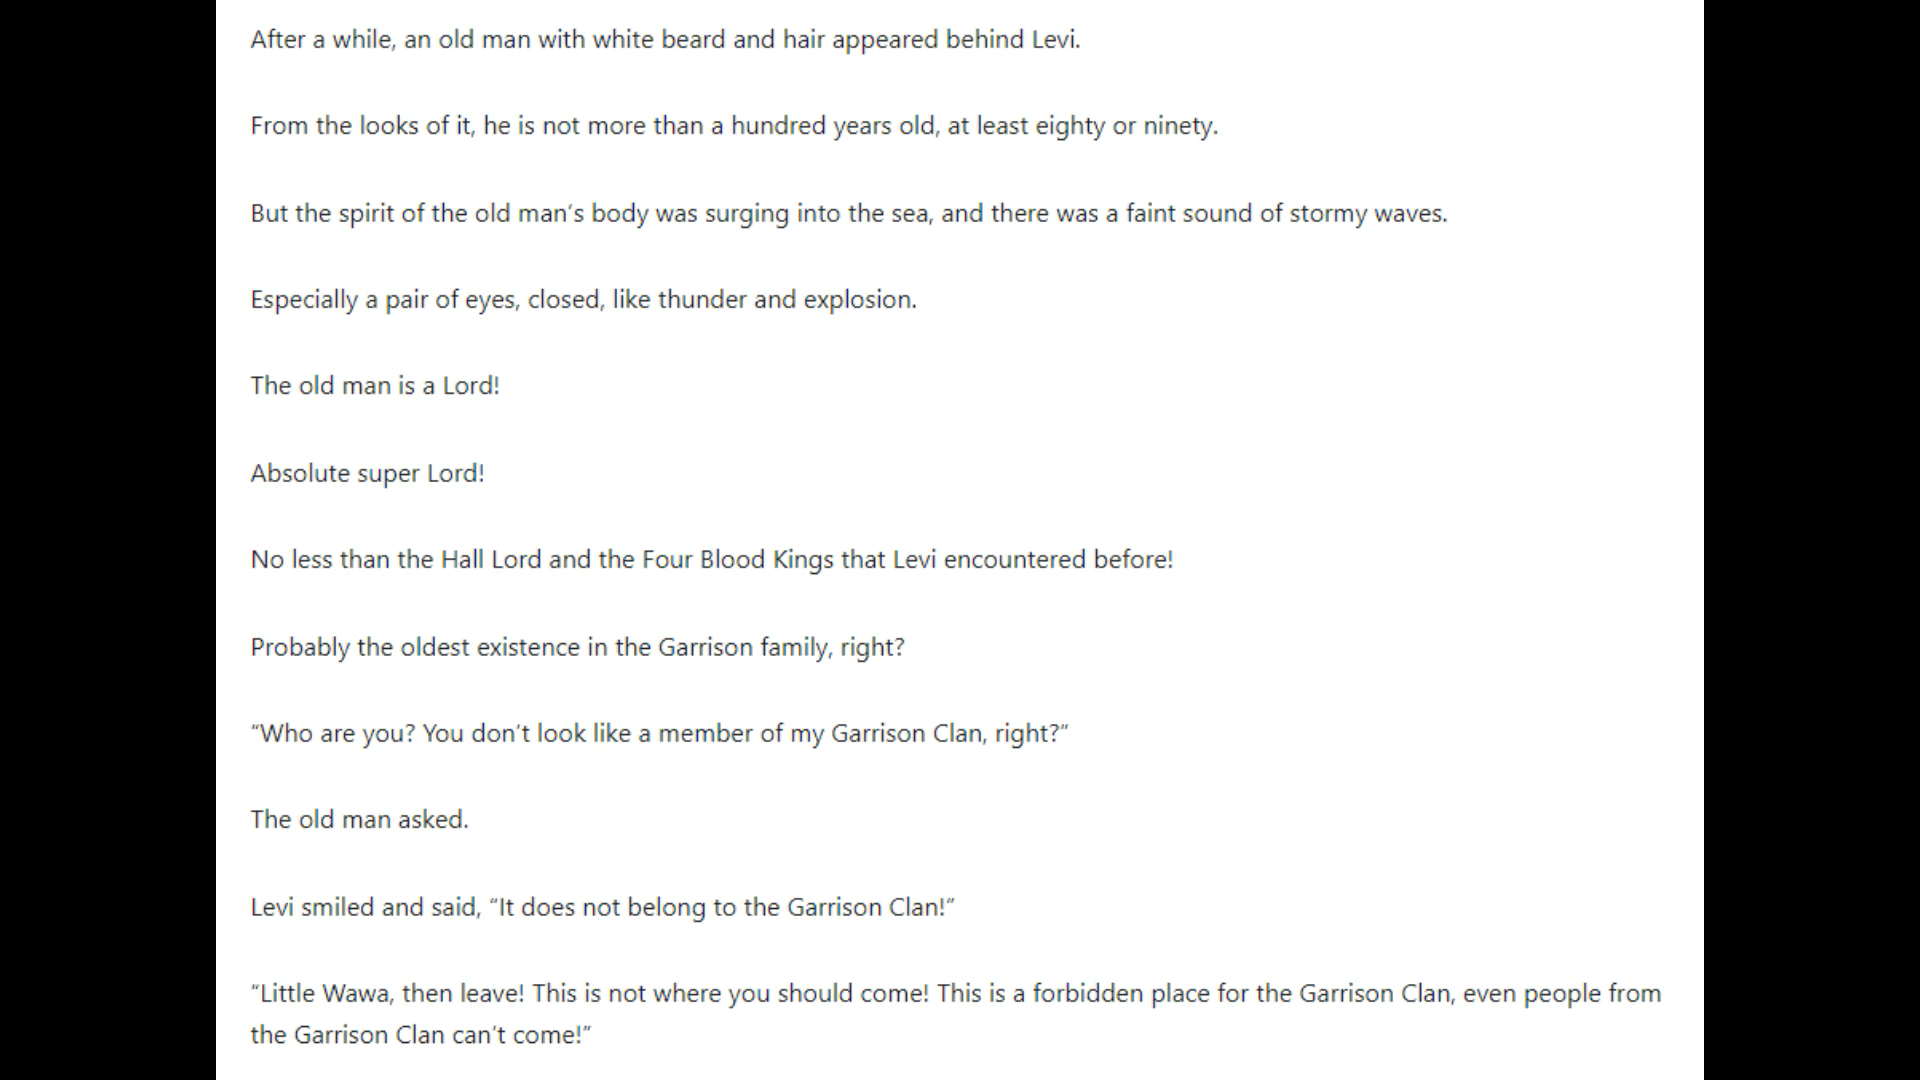 After a while, an old man with white beard and hair appeared behind Levi.
From the looks of it, he is not more than a hundred years old, at least eighty or ninety.
But the spirit of the old man’s body was surging into the sea, and there was a faint sound of stormy waves.
Especially a pair of eyes, closed, like thunder and explosion.
The old man is a Lord!
Absolute super Lord!
No less than the Hall Lord and the Four Blood Kings that Levi encountered before!
Probably the oldest existence in the Garrison family, right?
“Who are you? You don’t look like a member of my Garrison Clan, right?”
The old man asked.
Levi smiled and said, “It does not belong to the Garrison Clan!”
“Little Wawa, then leave! This is not where you should come! This is a forbidden place for the Garrison Clan, even people from
the Garrison Clan can’t come!”